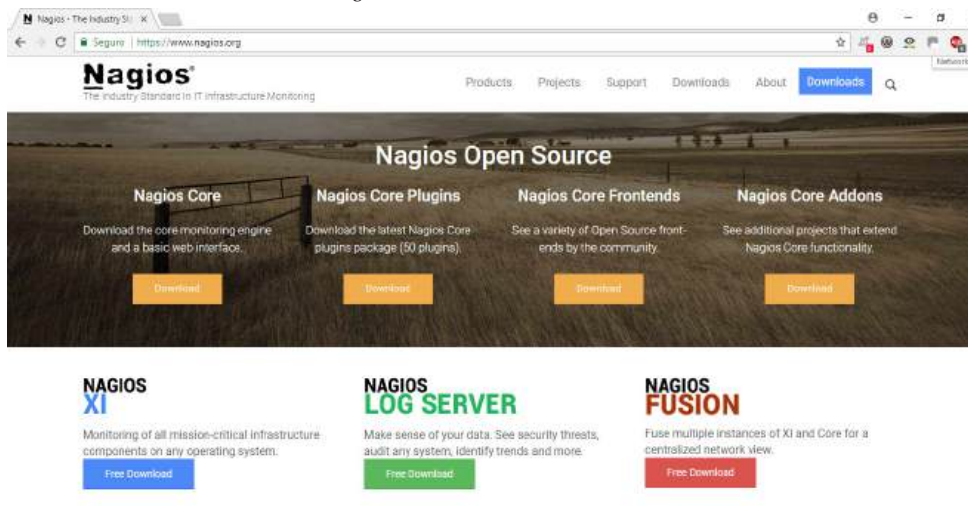 Nagios - The Industry St
Seguro | https://www.nagios.org
Network
Nagios®
The Industry Standard In IT Infrastructure Monitoring
Products Projects Support Downloads About Downloads
Nagios Open Source
Nagios Core
Download the core monitoring engine
and a basic web interface.
Download
Nagios Core Plugins
Download the latest Nagios Core
plugins package (50 plugins).
Download
Nagios Core Frontends
See a variety of Open Source front-
ends by the community.
Download
Nagios Core Addons
See additional projects that extend
Nagios Core functionality.
Download
NAGIOS
XI
Monitoring of all mission-critical infrastructure
components on any operating system.
Free Download
NAGIOS
LOG SERVER
Make sense of your data. See security threats,
audit any system, identify trends and more.
Free Download
NAGIOS
FUSION
Fuse multiple instances of XI and Core for a
centralized network view.
Free Download